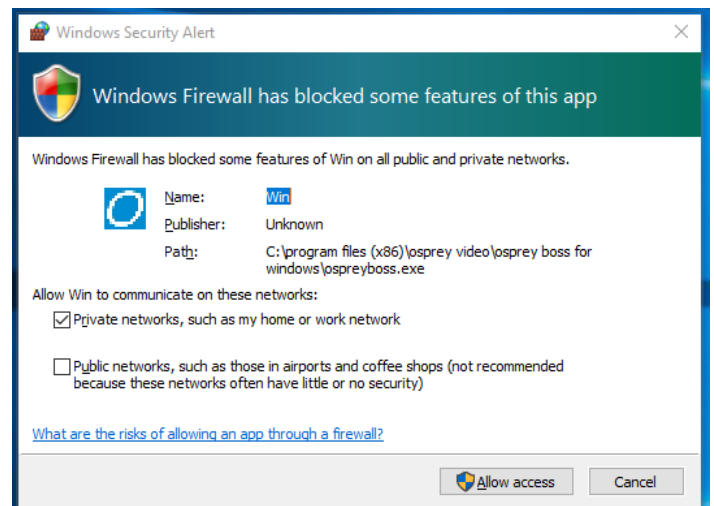 Windows Security Alert
Windows Firewall has blocked some features of this app
Windows Firewall has blocked some features of Win on all public and private networks.
Name: Win
Publisher: Unknown
Path: C:\program files (x86)\osprey video\osprey boss for
windows\ospreyboss.exe
Allow Win to communicate on these networks:
Private networks, such as my home or work network
Public networks, such as those in airports and coffee shops (not recommended
because these networks often have little or no security)
What are the risks of allowing an app through a firewall?
Allow access Cancel